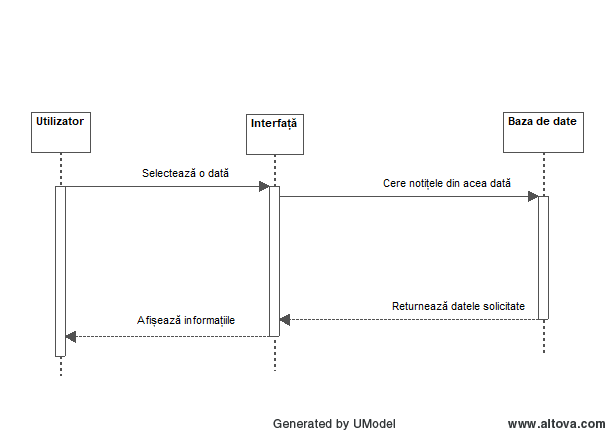 Utilizator
Interfață
Baza de date
Selectează o dată
Cere notițele din acea dată
Returnează datele solicitate
Afișează informațiile
Generated by UModel
www.altova.com